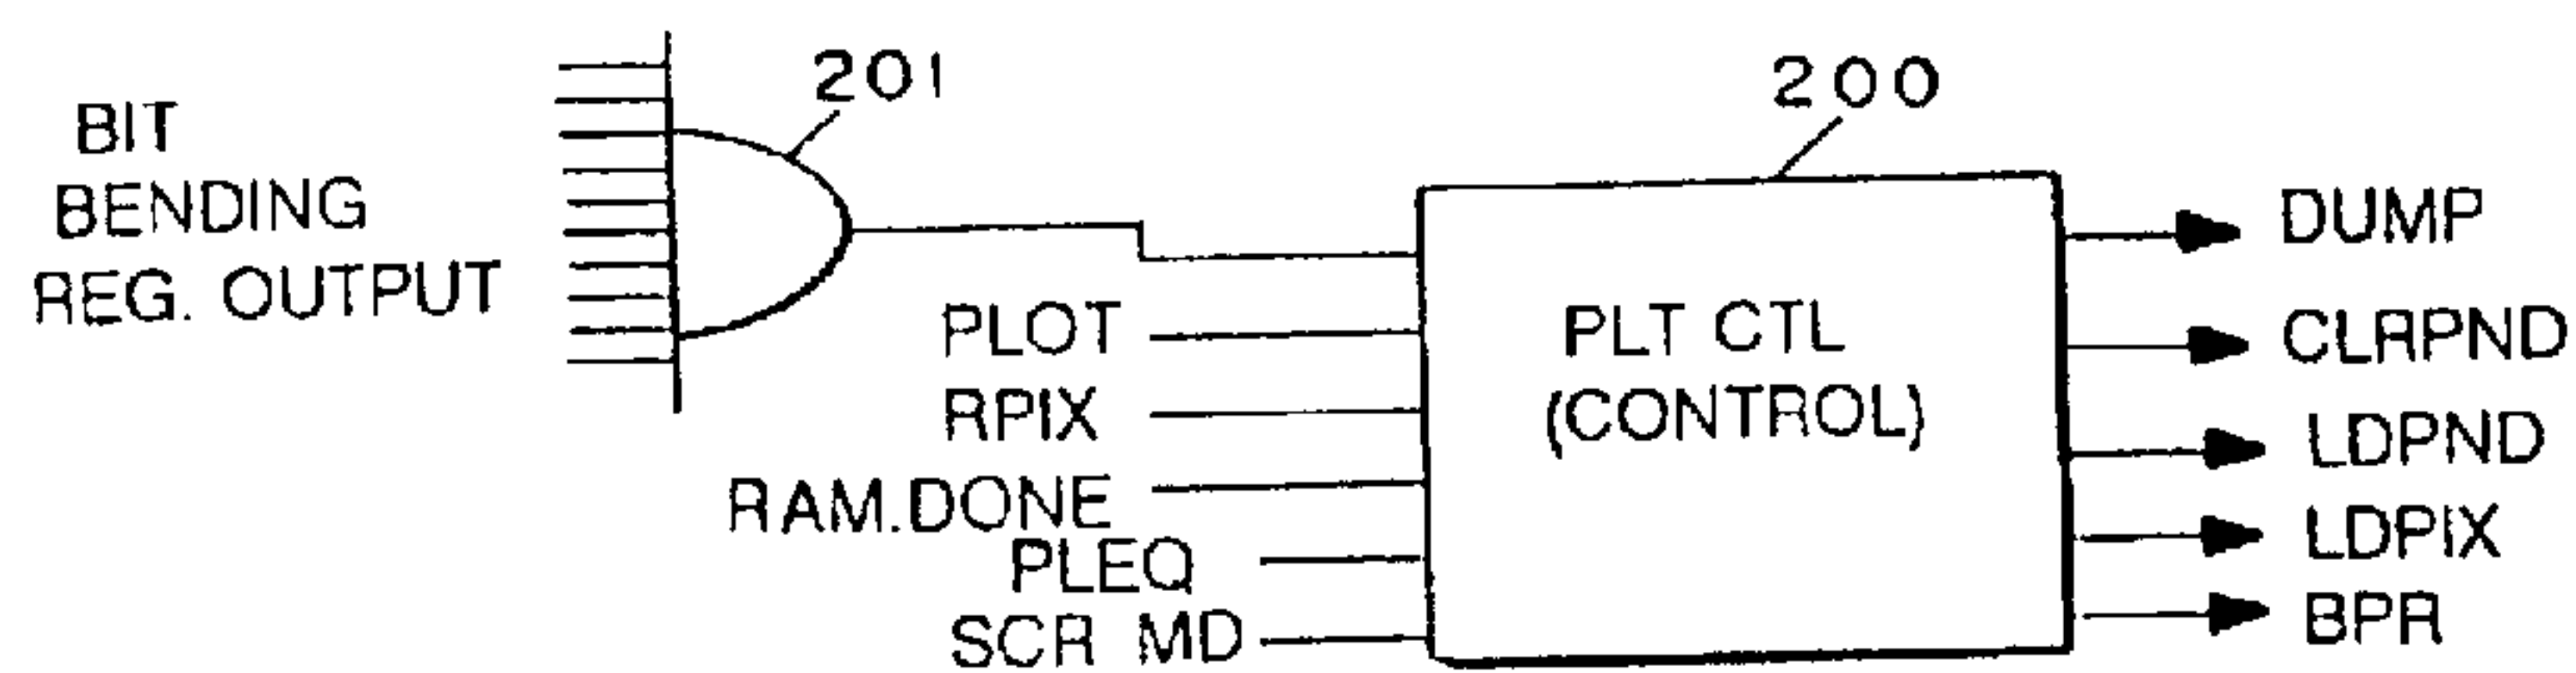 201
200
BIT
BENDING
REG. OUTPUT
PLOT
RPIX
RAM.DONE
PLEQ
SCR MD
PLT CTL
(CONTROL)
DUMP
CLRPND
LDPND
LDPIX
BPR